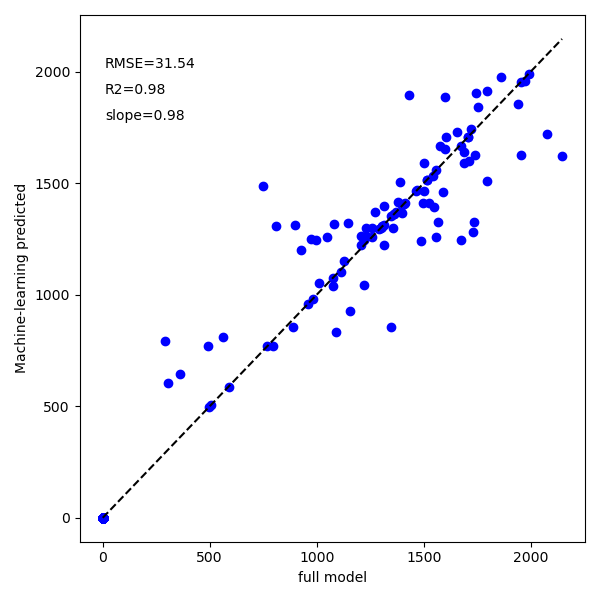 RMSE=31.54
R2=0.98
slope=0.98
Machine-learning predicted
2000
1500
1000
500
0
0 500 1000 1500 2000
full model